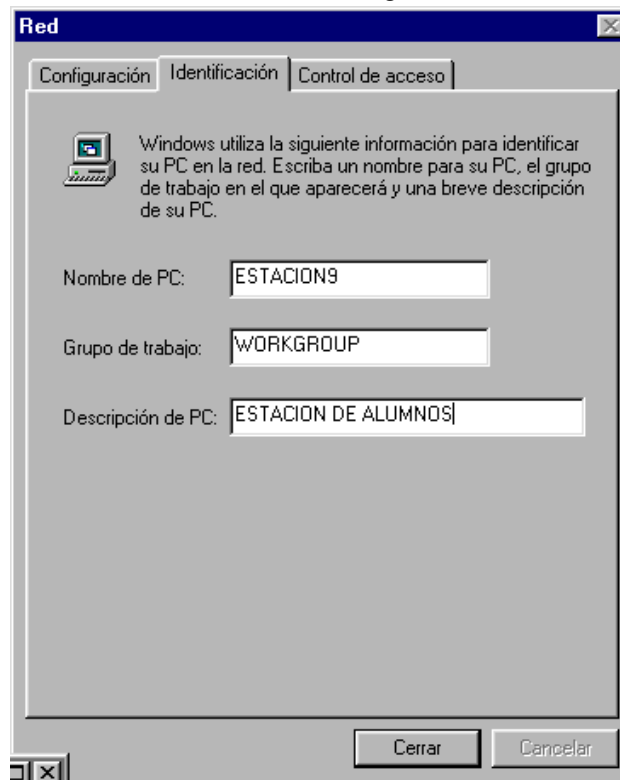 Red
Configuración Identificación Control de acceso
Windows utiliza la siguiente información para identificar
su PC en la red. Escriba un nombre para su PC, el grupo
de trabajo en el que aparecerá y una breve descripción
de su PC.
Nombre de PC: ESTACION9
Grupo de trabajo: WORKGROUP
Descripción de PC: ESTACION DE ALUMNOS
Cerrar Cancelar